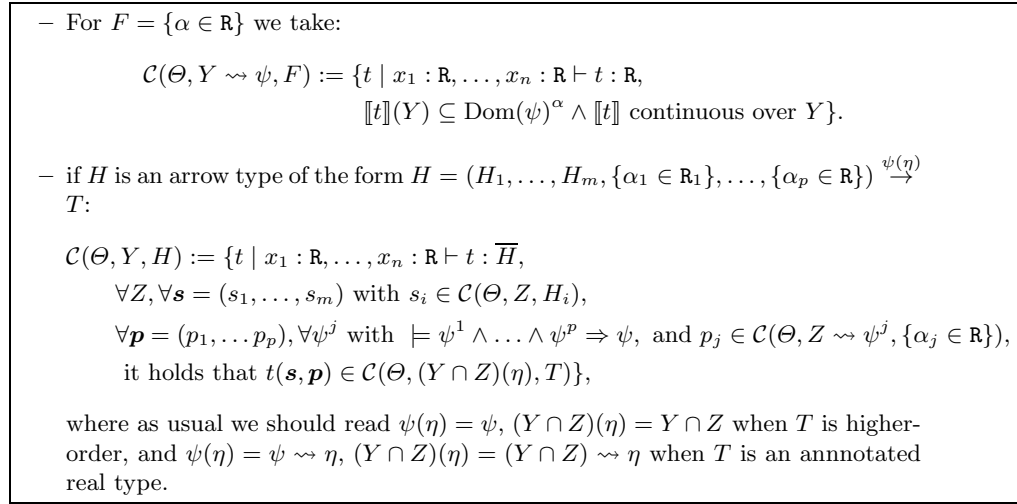 – For F = {α ∈ R} we take:
C(Θ, Y ⇝ ψ, F) := {t | x₁ : R, . . . , xₙ : R ⊢ t : R,
⟦t⟧(Y) ⊆ Dom(ψ)^α ∧ ⟦t⟧ continuous over Y}.
– if H is an arrow type of the form H = (H₁, . . . , Hₘ, {α₁ ∈ R₁}, . . . , {αₚ ∈ R}) →^{ψ(η)}
T:
C(Θ, Y, H) := {t | x₁ : R, . . . , xₙ : R ⊢ t : H̅,
∀Z, ∀s = (s₁, . . . , sₘ) with sᵢ ∈ C(Θ, Z, Hᵢ),
∀p = (p₁, . . . pₚ), ∀ψʲ with ⊨ ψ¹ ∧ . . . ∧ ψᵖ ⇒ ψ, and pⱼ ∈ C(Θ, Z ⇝ ψʲ, {αⱼ ∈ R}),
it holds that t(s, p) ∈ C(Θ, (Y ∩ Z)(η), T)},
where as usual we should read ψ(η) = ψ, (Y ∩ Z)(η) = Y ∩ Z when T is higher-
order, and ψ(η) = ψ ⇝ η, (Y ∩ Z)(η) = (Y ∩ Z) ⇝ η when T is an annnotated
real type.